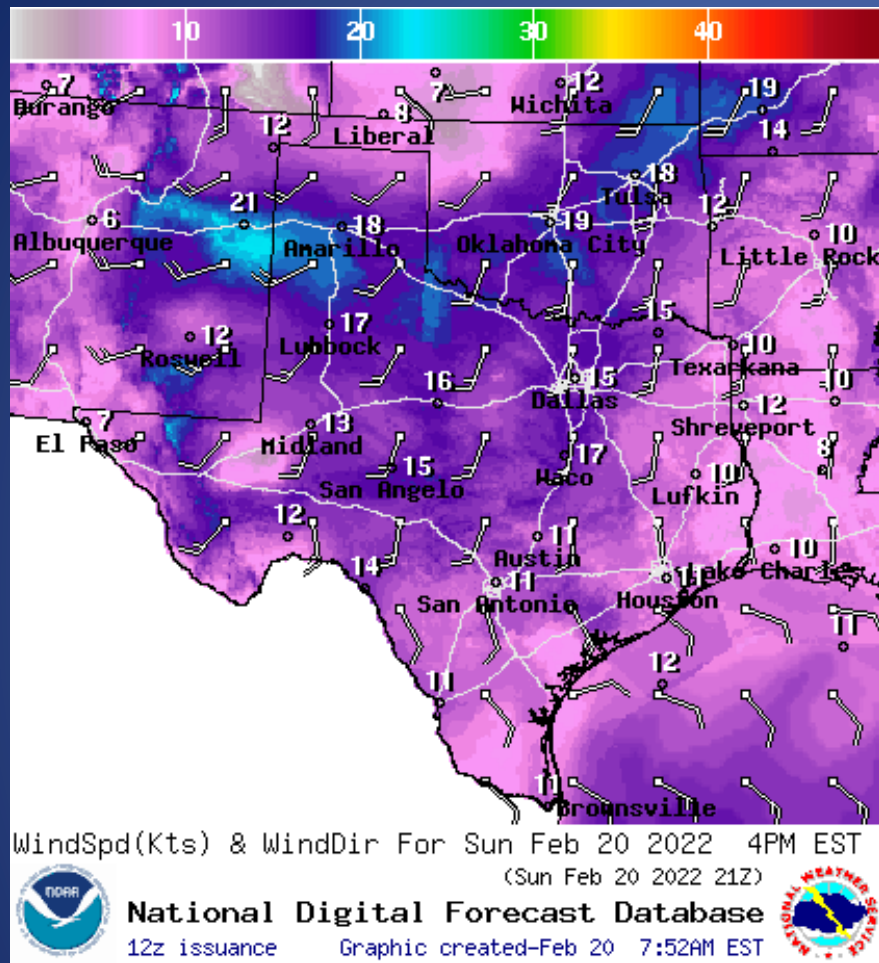 10 20 30 40
7 7 12 19
Durango Wichita
8
Liberal
12 14
18
Tulsa
6 21 18 19 12 10
Albuquerque Amarillo Oklahoma City Little Rock
12 17 15 10
Roswell Lubbock Texarkana
16 15 10
Dallas
7 13 12
El Paso Midland Shreveport
15 17 10 8
San Angelo Waco Lufkin
12 11 10
Austin
14 11 11 Lake Charles
San Antonio Houston
11
12
11
11
Brownsville
WindSpd(Kts) & WindDir For Sun Feb 20 2022 4PM EST
(Sun Feb 20 2022 21Z)
NOAA
National Digital Forecast Database
12z issuance Graphic created-Feb 20 7:52AM EST
NATIONAL WEATHER SERVICE